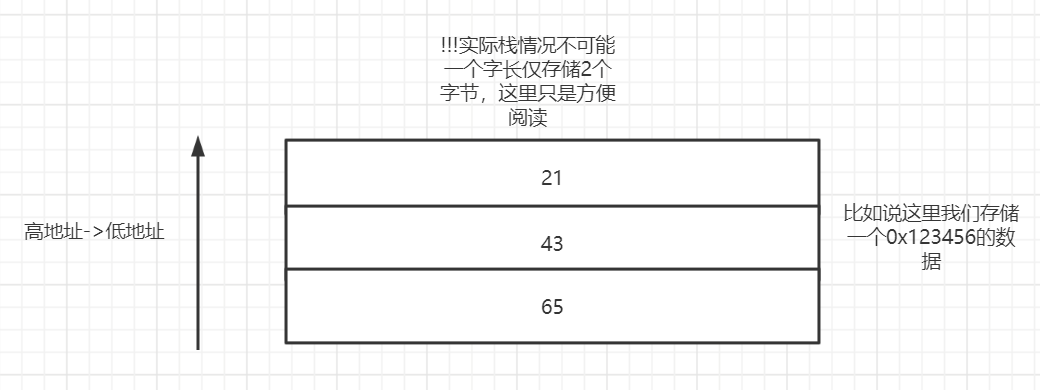 !!!实际栈情况不可能
一个字长仅存储2个
字节，这里只是方便
阅读
21
高地址->低地址
43
比如说这里我们存储
一个0x123456的数
据
65